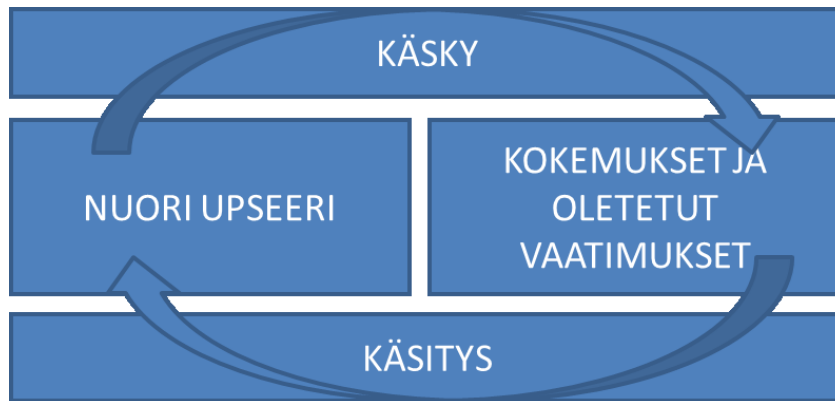 KÄSKY
NUORI UPSEERI
KOKEMUKSET JA
OLETETUT
VAATIMUKSET
KÄSITYS